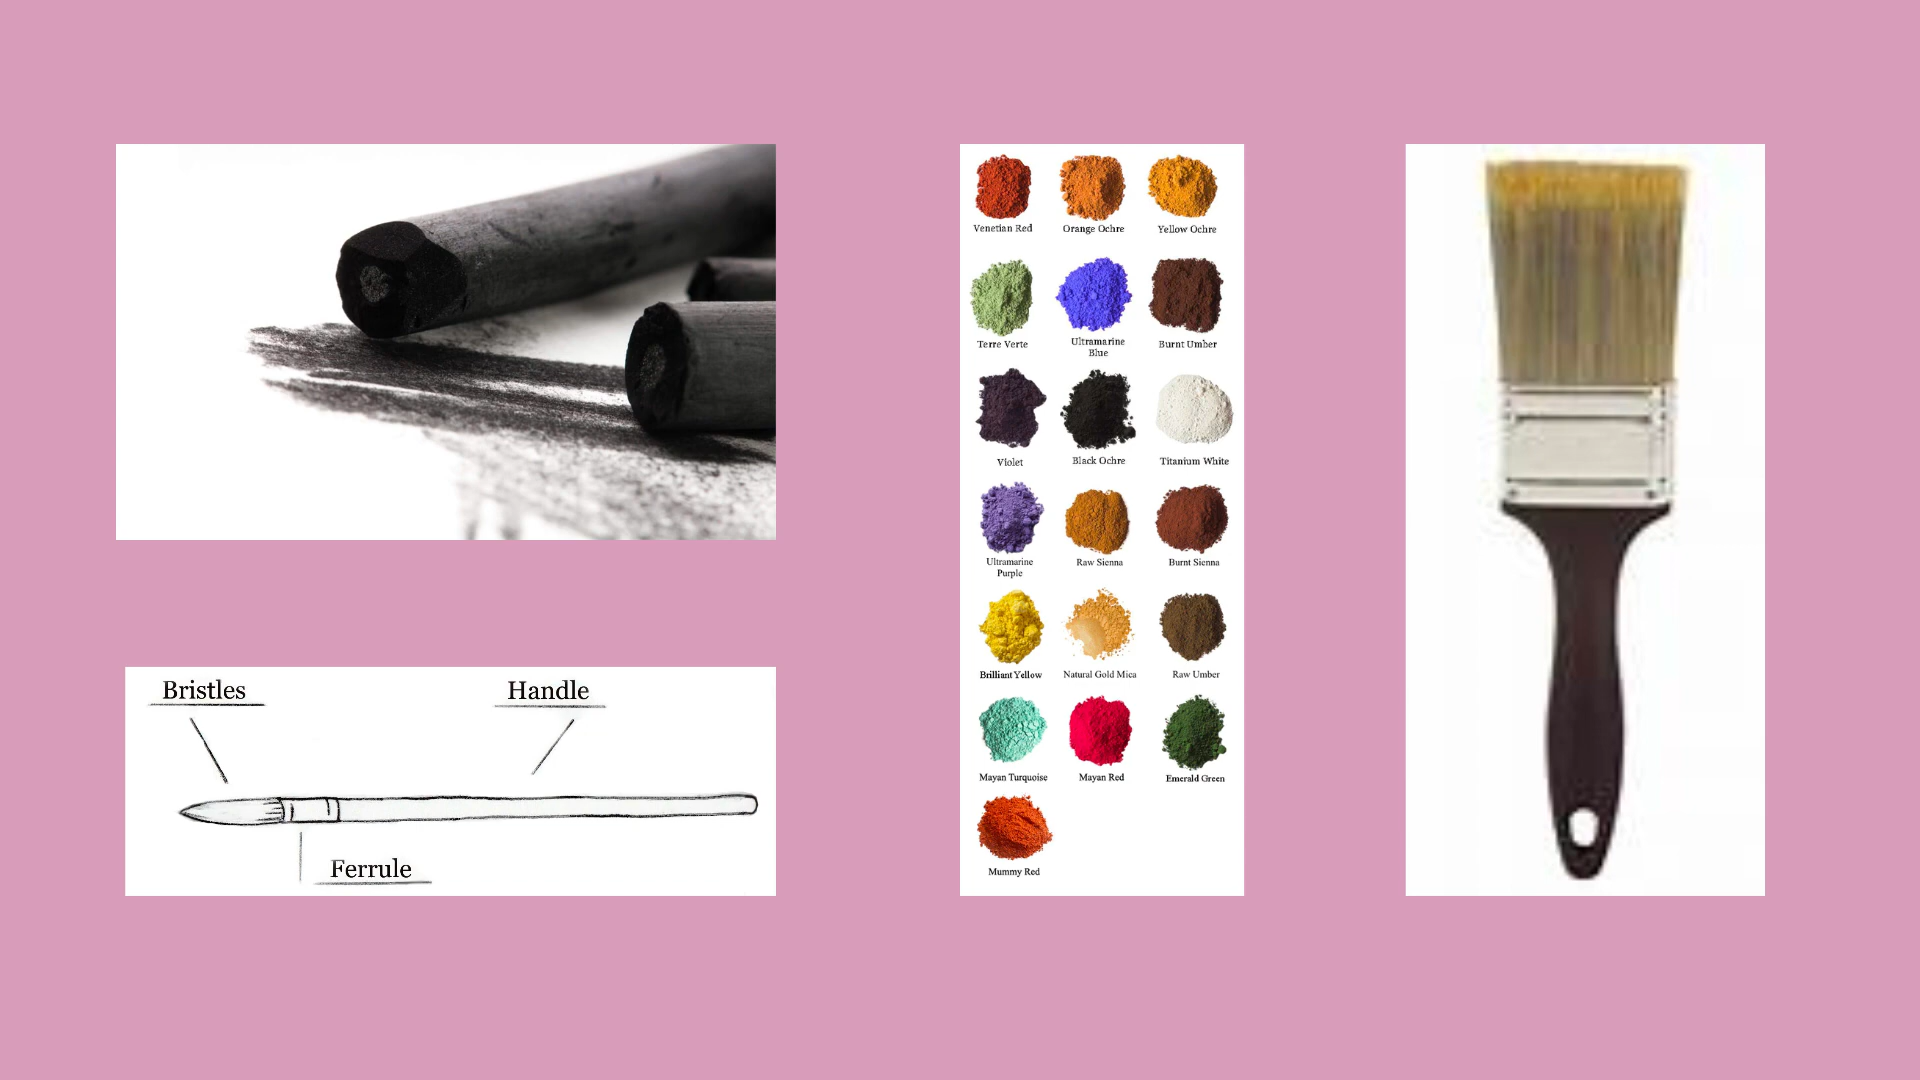 Bristles
Handle
Ferrule
Venetian Red
Orange Ochre
Yellow Ochre
Terre Verte
Ultramarine
Blue
Burnt Umber
Violet
Black Ochre
Titanium White
Ultramarine
Purple
Raw Sienna
Burnt Sienna
Brilliant Yellow
Natural Gold Mica
Raw Umber
Mayan Turquoise
Mayan Red
Emerald Green
Mummy Red